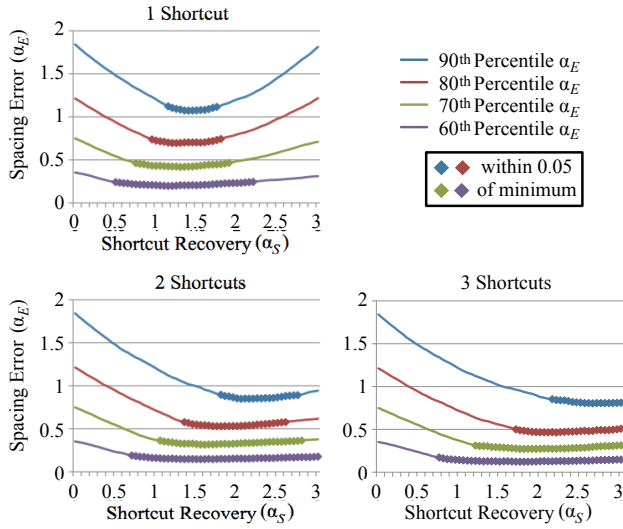 1 Shortcut
Spacing Error (α_E)
2
1.5
1
0.5
0
0 0.5 1 1.5 2 2.5 3
Shortcut Recovery (α_S)
90th Percentile α_E
80th Percentile α_E
70th Percentile α_E
60th Percentile α_E
within 0.05
of minimum
2 Shortcuts
Spacing Error (α_E)
2
1.5
1
0.5
0
0 0.5 1 1.5 2 2.5 3
Shortcut Recovery (α_S)
3 Shortcuts
2
1.5
1
0.5
0
0 0.5 1 1.5 2 2.5 3
Shortcut Recovery (α_S)